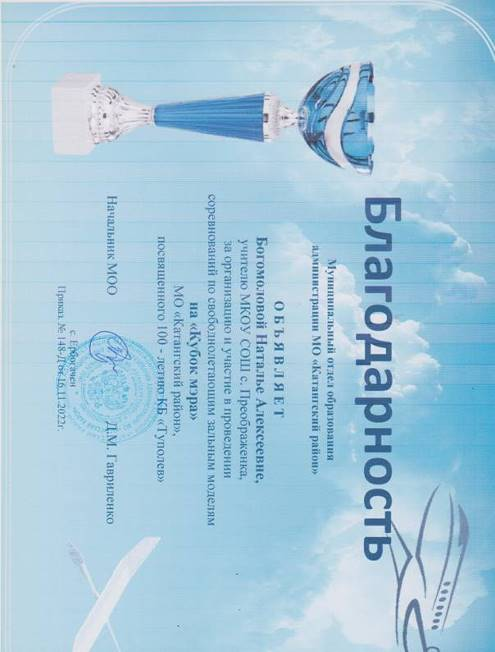 Благодарность
Муниципальный отдел образования
администрации МО «Катангский район»
ОБЪЯВЛЯЕТ
Богомоловой Наталье Алексеевне,
учителю МКОУ СОШ с. Преображенка,
за организацию и участие в проведении
соревнований по свободнолетающим зальным моделям
на «Кубок мэра»
МО «Катангский район»,
посвященного 100 - летию КБ «Туполев»
Начальник МОО Д.М. Гавриленко
с. Ербогачен
Приказ. № 148-Д от 16.11.2022г.